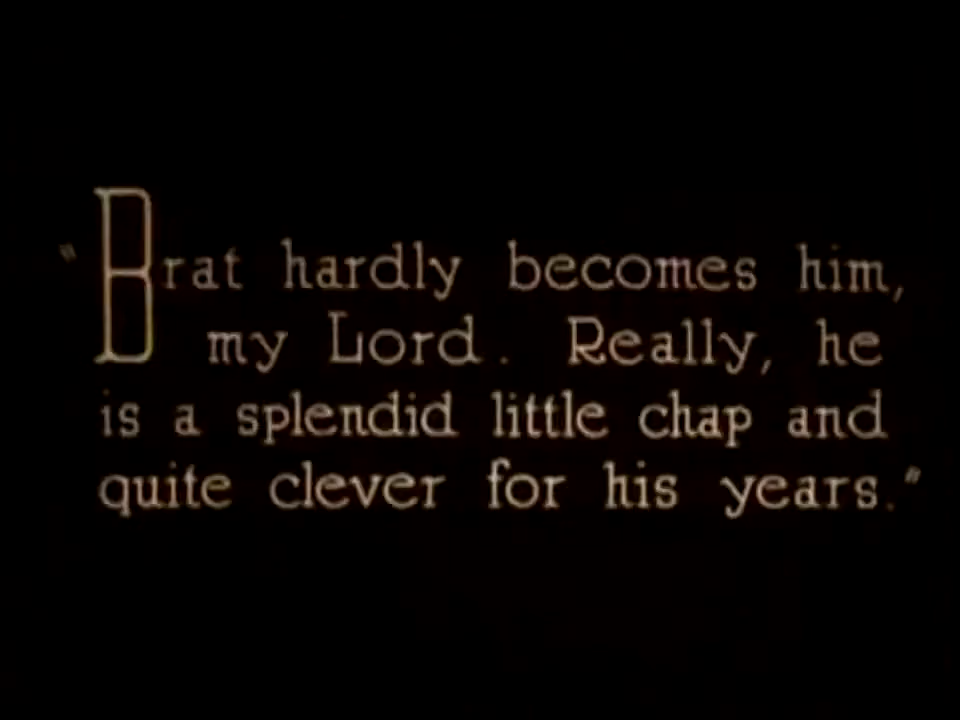 "Brat hardly becomes him,
my Lord. Really, he
is a splendid little chap and
quite clever for his years."